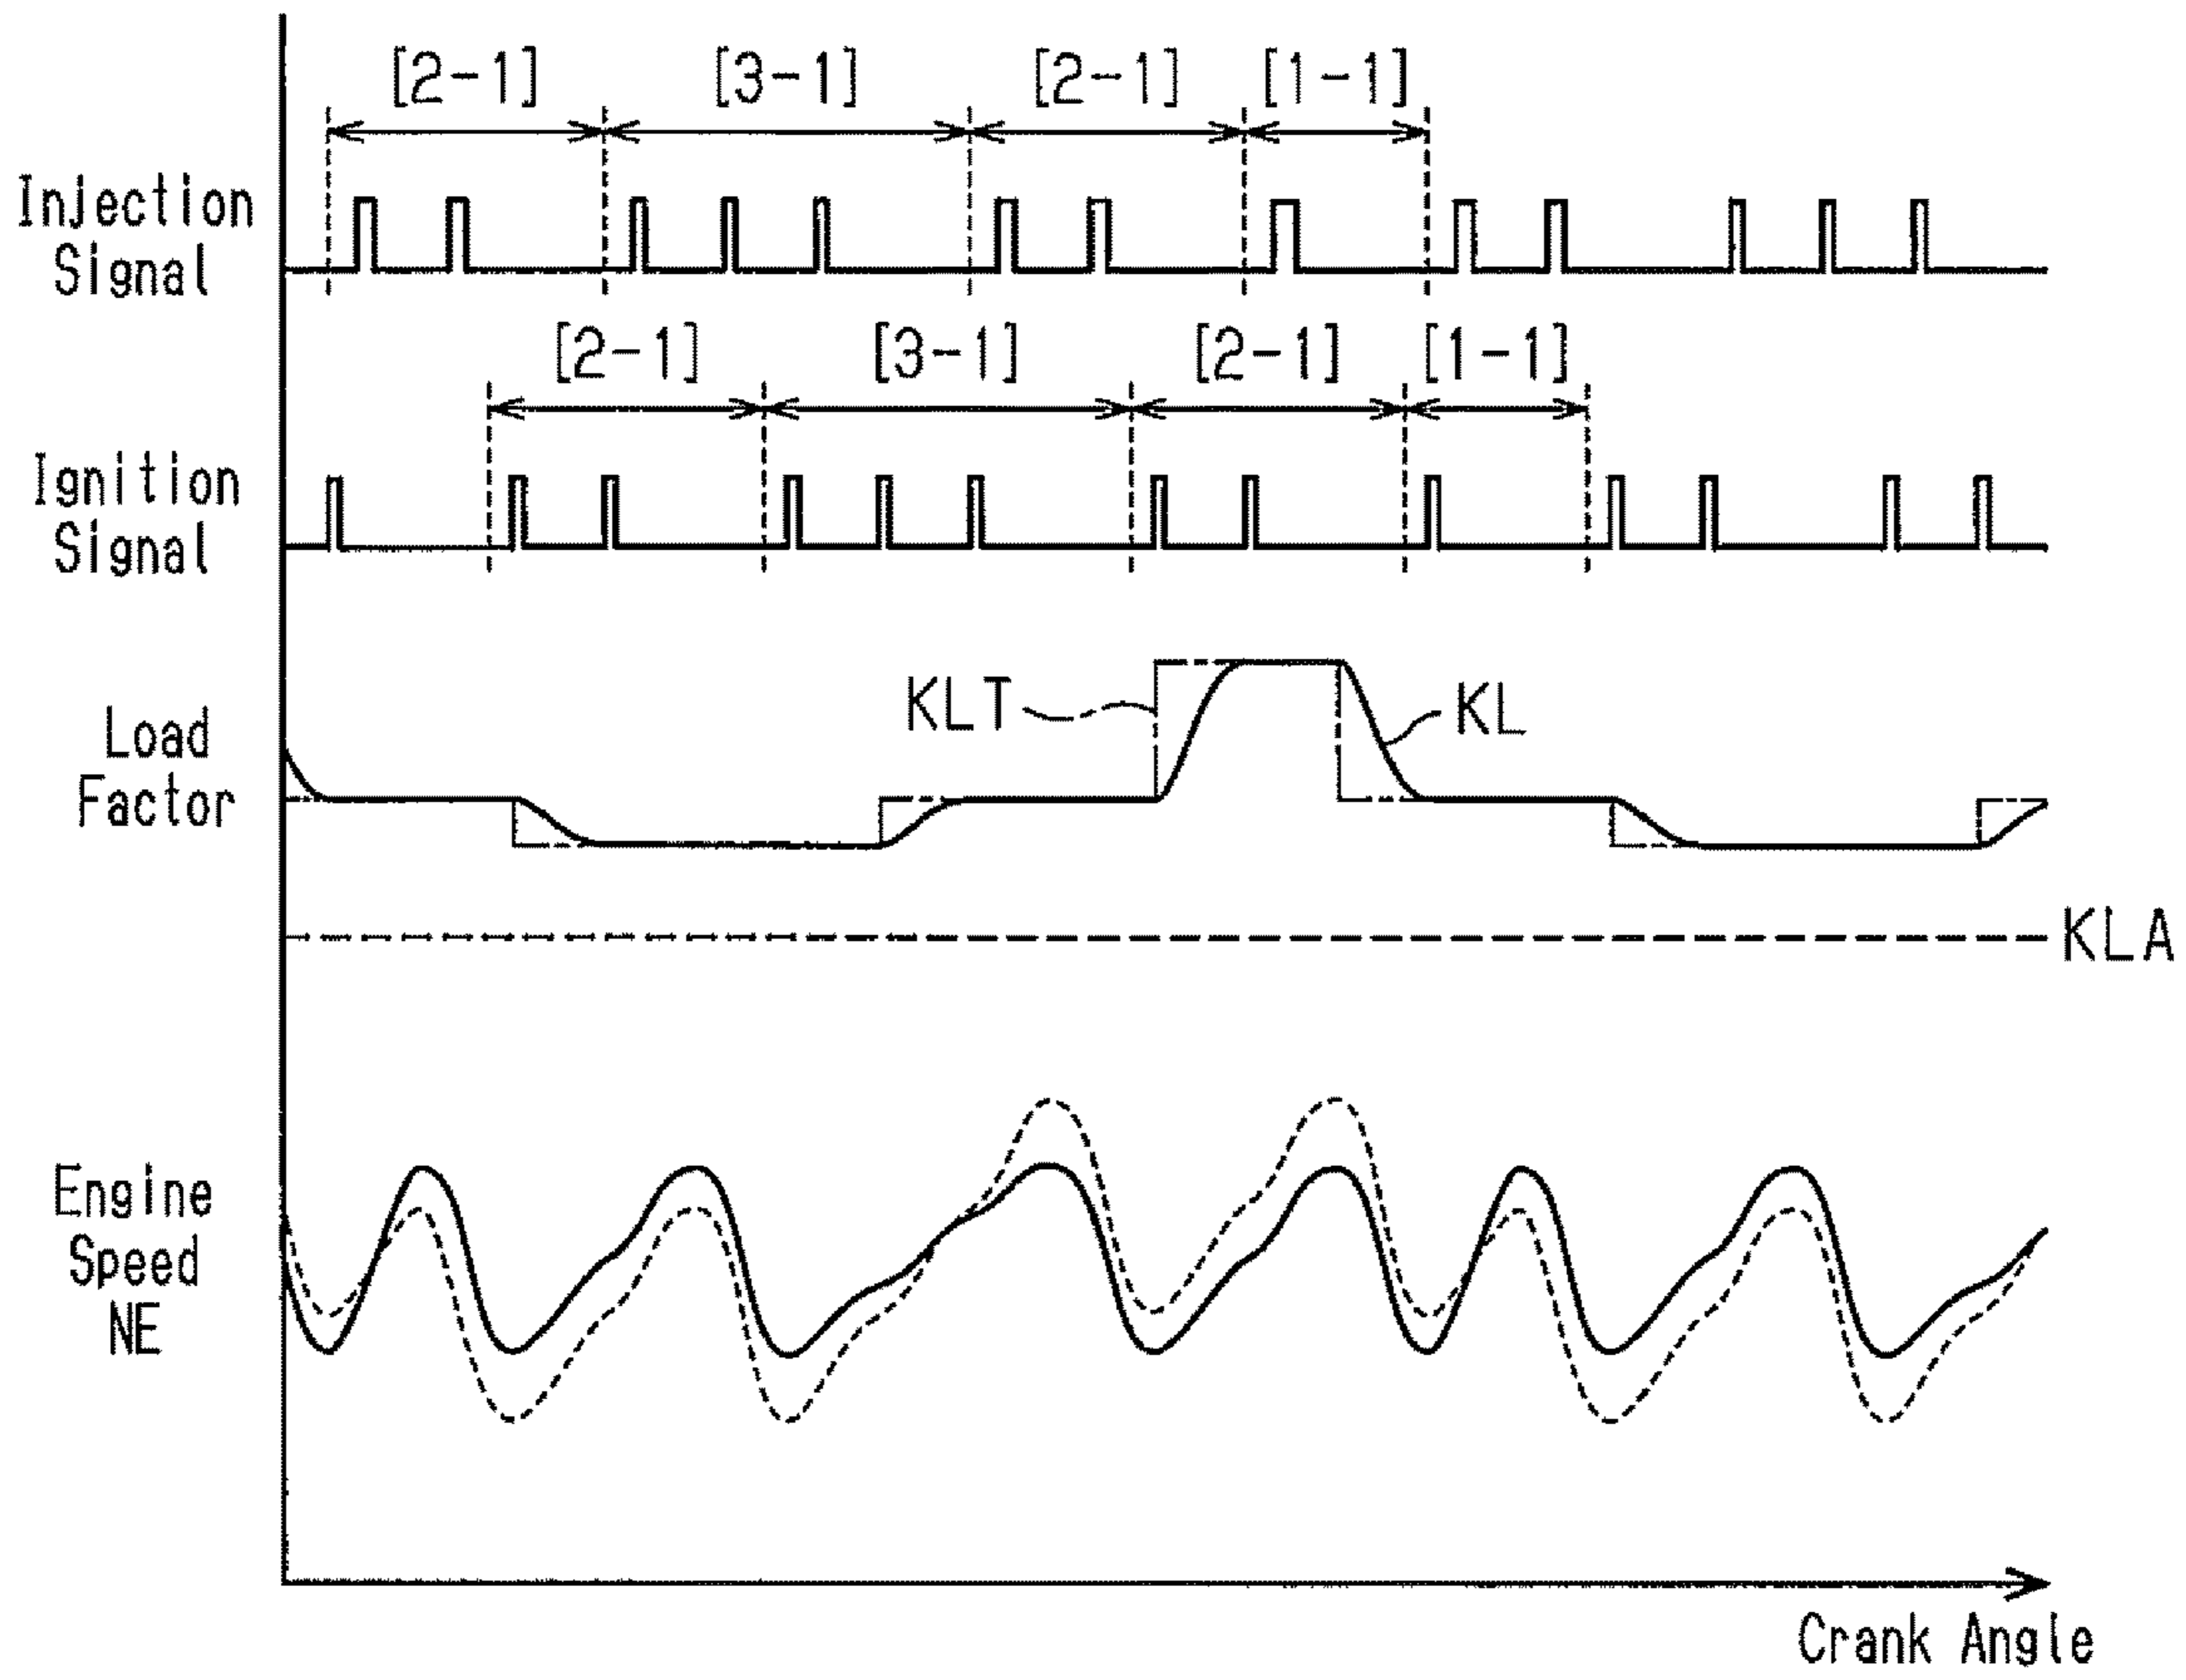 [2-1] [3-1] [2-1] [1-1]
Injection
Signal
[2-1] [3-1] [2-1] [1-1]
Ignition
Signal
KLT KL
Load
Factor
KLA
Engine
Speed
NE
Crank Angle